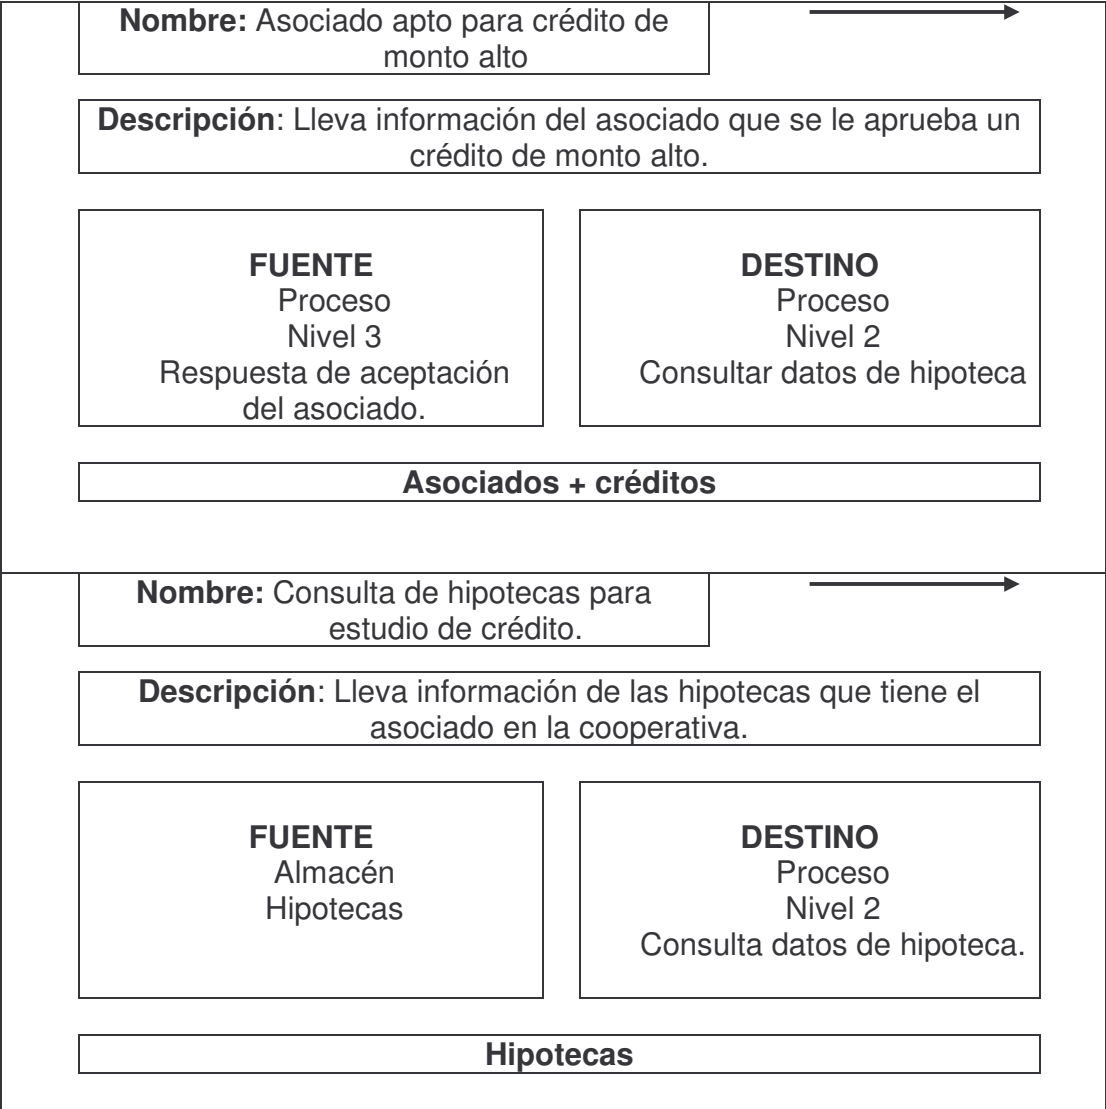 Nombre: Asociado apto para crédito de
monto alto
Descripción: Lleva información del asociado que se le aprueba un
crédito de monto alto.
FUENTE
Proceso
Nivel 3
Respuesta de aceptación
del asociado.
DESTINO
Proceso
Nivel 2
Consultar datos de hipoteca
Asociados + créditos
Nombre: Consulta de hipotecas para
estudio de crédito.
Descripción: Lleva información de las hipotecas que tiene el
asociado en la cooperativa.
FUENTE
Almacén
Hipotecas
DESTINO
Proceso
Nivel 2
Consulta datos de hipoteca.
Hipotecas